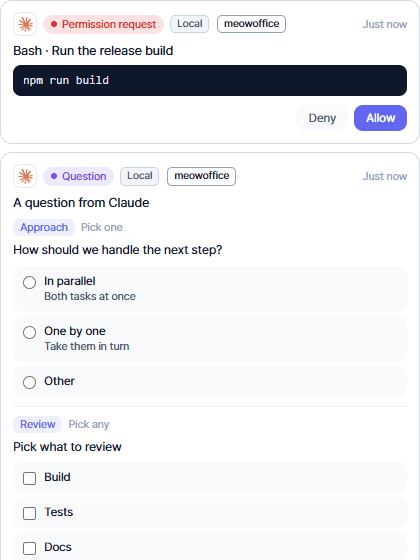 Permission request Local meowoffice Just now
Bash · Run the release build
npm run build
Deny Allow
Question Local meowoffice Just now
A question from Claude
Approach Pick one
How should we handle the next step?
In parallel
Both tasks at once
One by one
Take them in turn
Other
Review Pick any
Pick what to review
Build
Tests
Docs